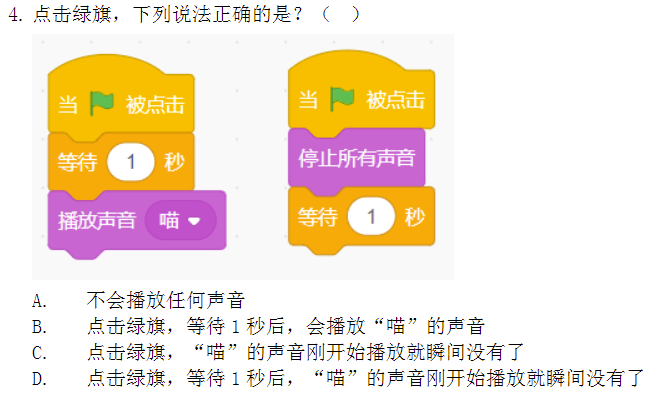 4. 点击绿旗，下列说法正确的是？（ ）
当 被点击
等待 1 秒
播放声音 喵
当 被点击
停止所有声音
等待 1 秒
A. 不会播放任何声音
B. 点击绿旗，等待1秒后，会播放“喵”的声音
C. 点击绿旗，“喵”的声音刚开始播放就瞬间没有了
D. 点击绿旗，等待1秒后，“喵”的声音刚开始播放就瞬间没有了